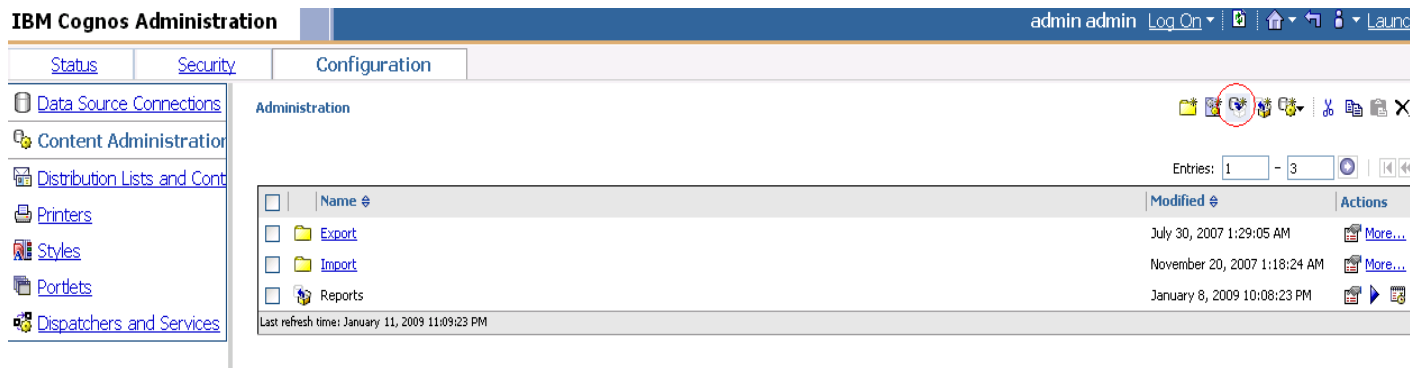 IBM Cognos Administration
admin admin Log On Launc
Status Security Configuration
Data Source Connections
Content Administration
Distribution Lists and Cont
Printers
Styles
Portlets
Dispatchers and Services
Administration
Entries: 1 - 3
Name Modified Actions
Export July 30, 2007 1:29:05 AM More...
Import November 20, 2007 1:18:24 AM More...
Reports January 8, 2009 10:08:23 PM
Last refresh time: January 11, 2009 11:09:23 PM